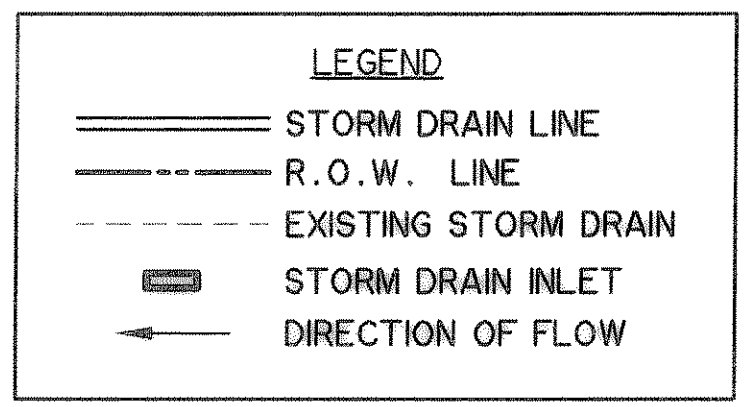 LEGEND
STORM DRAIN LINE
R.O.W. LINE
EXISTING STORM DRAIN
STORM DRAIN INLET
DIRECTION OF FLOW